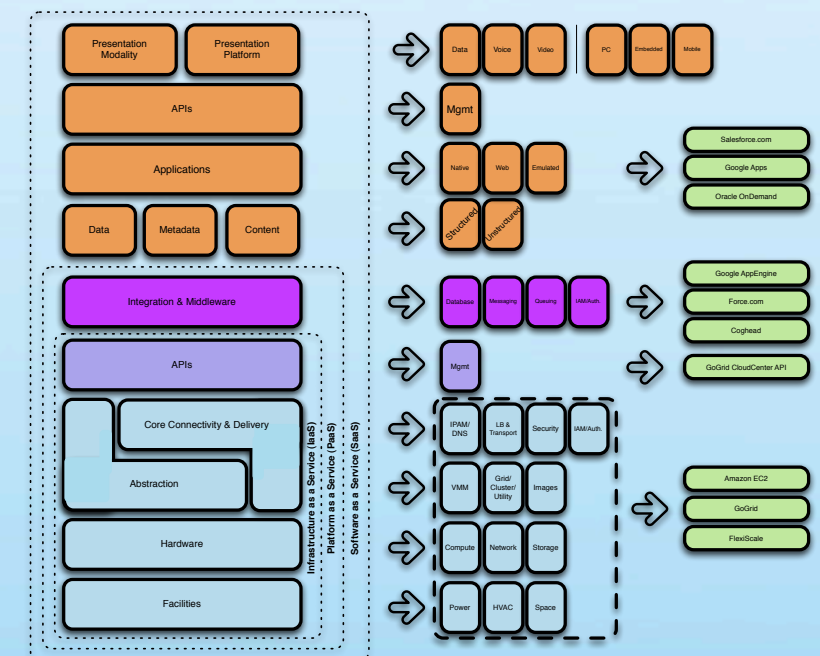 Presentation
Modality
Presentation
Platform
Data
Voice
Video
PC
Embedded
Mobile
APIs
Mgmt
Applications
Native
Web
Emulated
Salesforce.com
Google Apps
Oracle OnDemand
Data
Metadata
Content
Structured
Unstructured
Integration & Middleware
Database
Messaging
Queuing
IAM/Auth.
Google AppEngine
Force.com
Coghead
APIs
Mgmt
GoGrid CloudCenter API
Core Connectivity & Delivery
Abstraction
IPAM/
DNS
LB &
Transport
Security
IAM/Auth.
VMM
Grid/
Cluster/
Utility
Images
Amazon EC2
GoGrid
FlexiScale
Hardware
Compute
Network
Storage
Facilities
Power
HVAC
Space
Infrastructure as a Service (IaaS)
Platform as a Service (PaaS)
Software as a Service (SaaS)